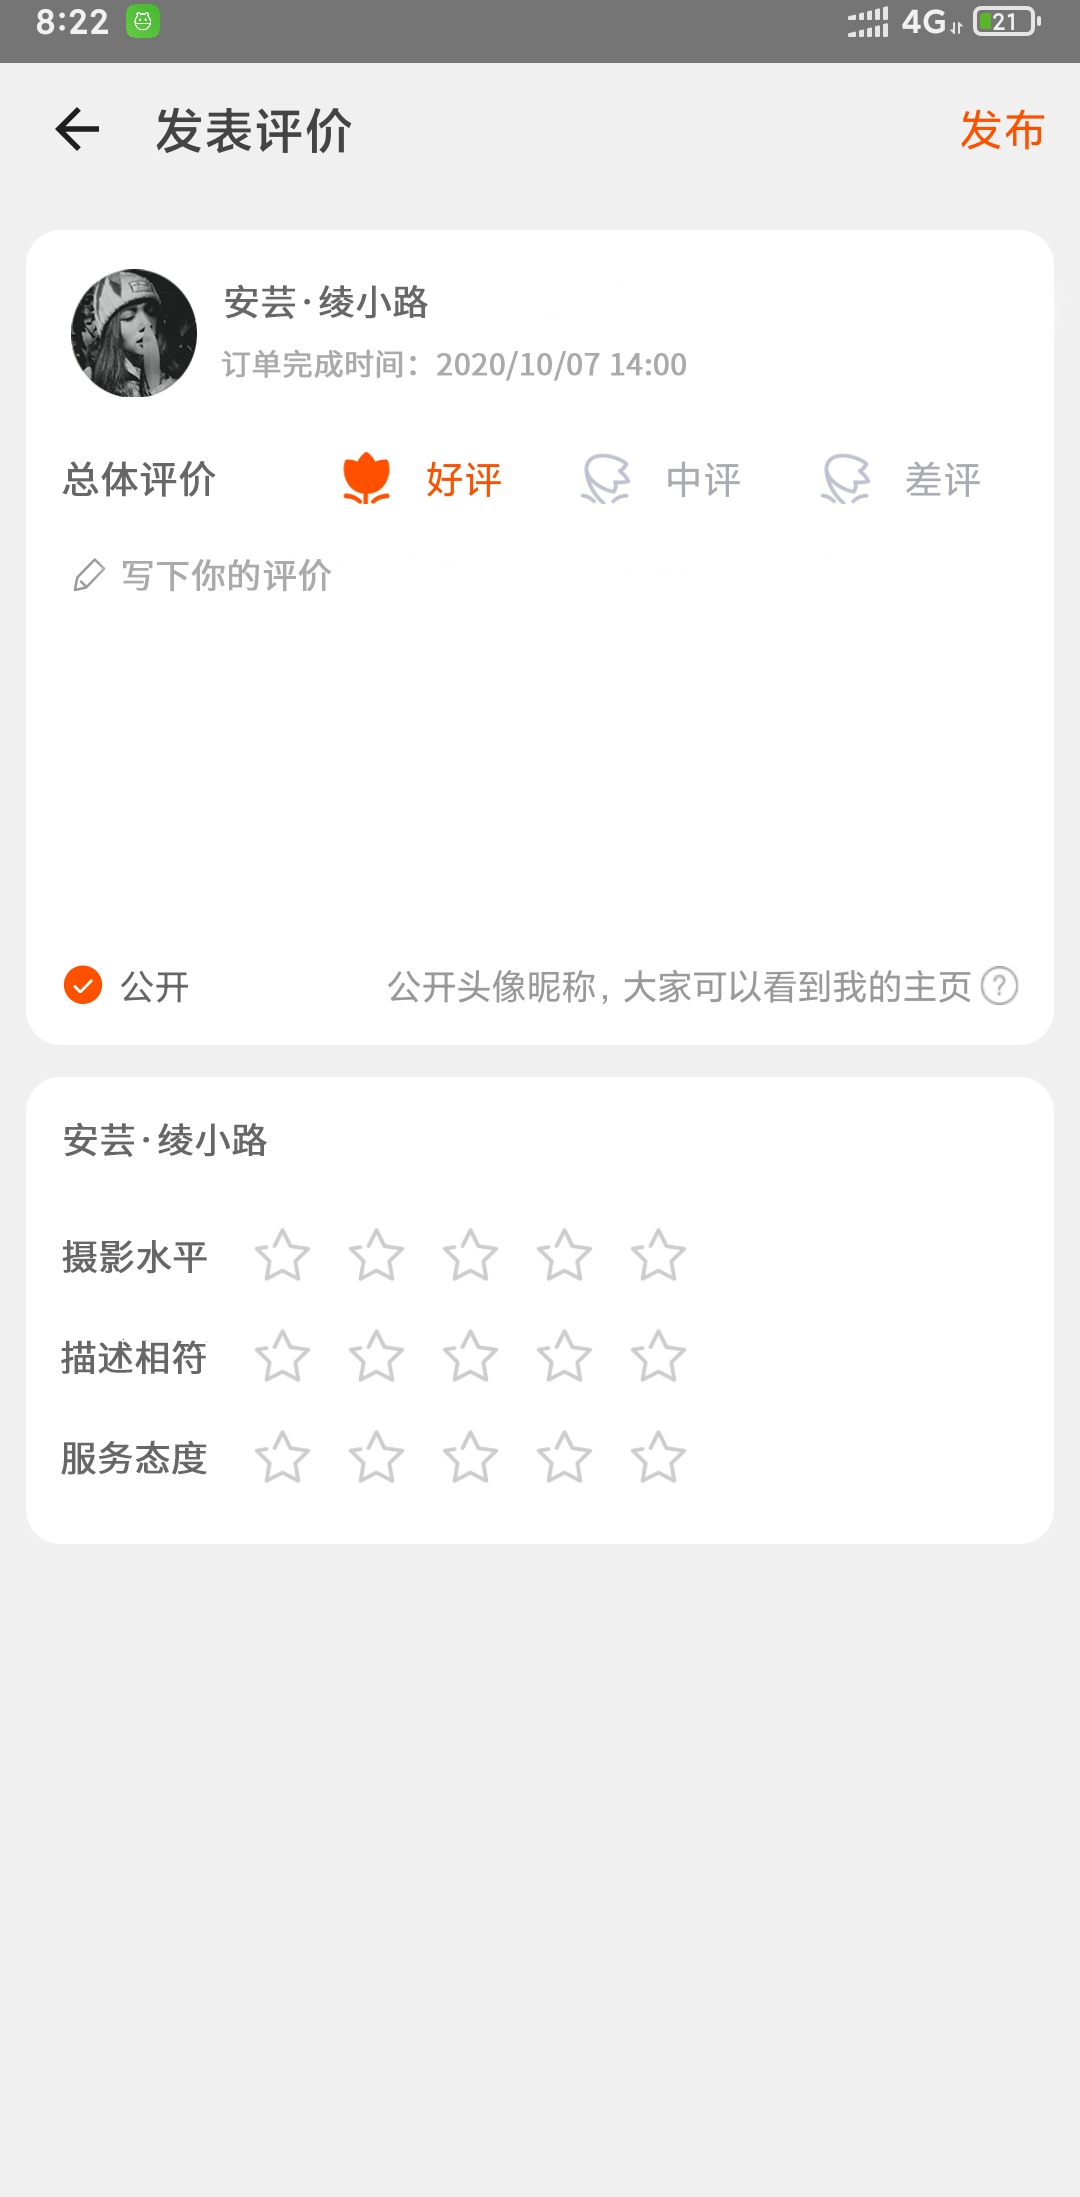 8:22 4G 21
发表评价 发布
安芸·绫小路
订单完成时间：2020/10/07 14:00
总体评价 好评 中评 差评
写下你的评价
公开 公开头像昵称，大家可以看到我的主页 ?
安芸·绫小路
摄影水平
描述相符
服务态度